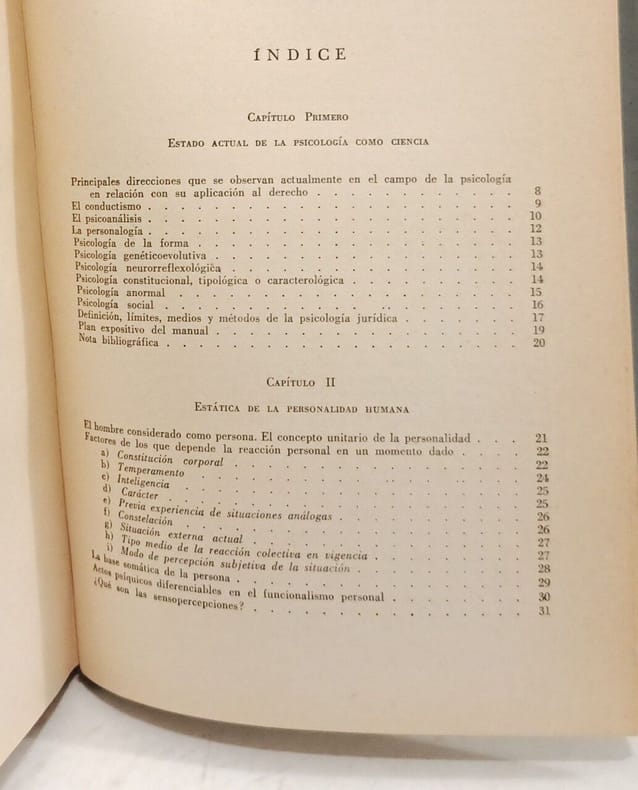 ÍNDICE
Capítulo Primero
Estado actual de la psicología como ciencia
Principales direcciones que se observan actualmente en el campo de la psicología
en relación con su aplicación al derecho . . . . . . . . . . . . 8
El conductismo . . . . . . . . . . . . 9
El psicoanálisis . . . . . . . . . . . . 10
La personalogía . . . . . . . . . . . . 12
Psicología de la forma . . . . . . . . . . . . 13
Psicología genéticoevolutiva . . . . . . . . . . . . 13
Psicología neurorreflexológica . . . . . . . . . . . . 14
Psicología constitucional, tipológica o caracterológica . . . . . . . . 14
Psicología anormal . . . . . . . . . . . . 15
Psicología social . . . . . . . . . . . . 16
Definición, límites, medios y métodos de la psicología jurídica . . . . . . 17
Plan expositivo del manual . . . . . . . . . . . . 19
Nota bibliográfica . . . . . . . . . . . . 20
Capítulo II
Estática de la personalidad humana
El hombre considerado como persona. El concepto unitario de la personalidad . . . 21
Factores de los que depende la reacción personal en un momento dado . . . . 22
a) Constitución corporal . . . . . . . . . . . . 22
b) Temperamento . . . . . . . . . . . . 24
c) Inteligencia . . . . . . . . . . . . 25
d) Carácter . . . . . . . . . . . . 25
e) Previa experiencia de situaciones análogas . . . . . . . . 26
f) Constelación . . . . . . . . . . . . 26
g) Situación externa actual . . . . . . . . . . . . 27
h) Tipo medio de la reacción colectiva en vigencia . . . . . . . 27
i) Modo de percepción subjetiva de la situación . . . . . . . . 28
La base somática de la persona . . . . . . . . . . . . 29
Actos psíquicos diferenciables en el funcionalismo personal . . . . . . . 30
¿Qué son las sensopercepciones? . . . . . . . . . . . . 31